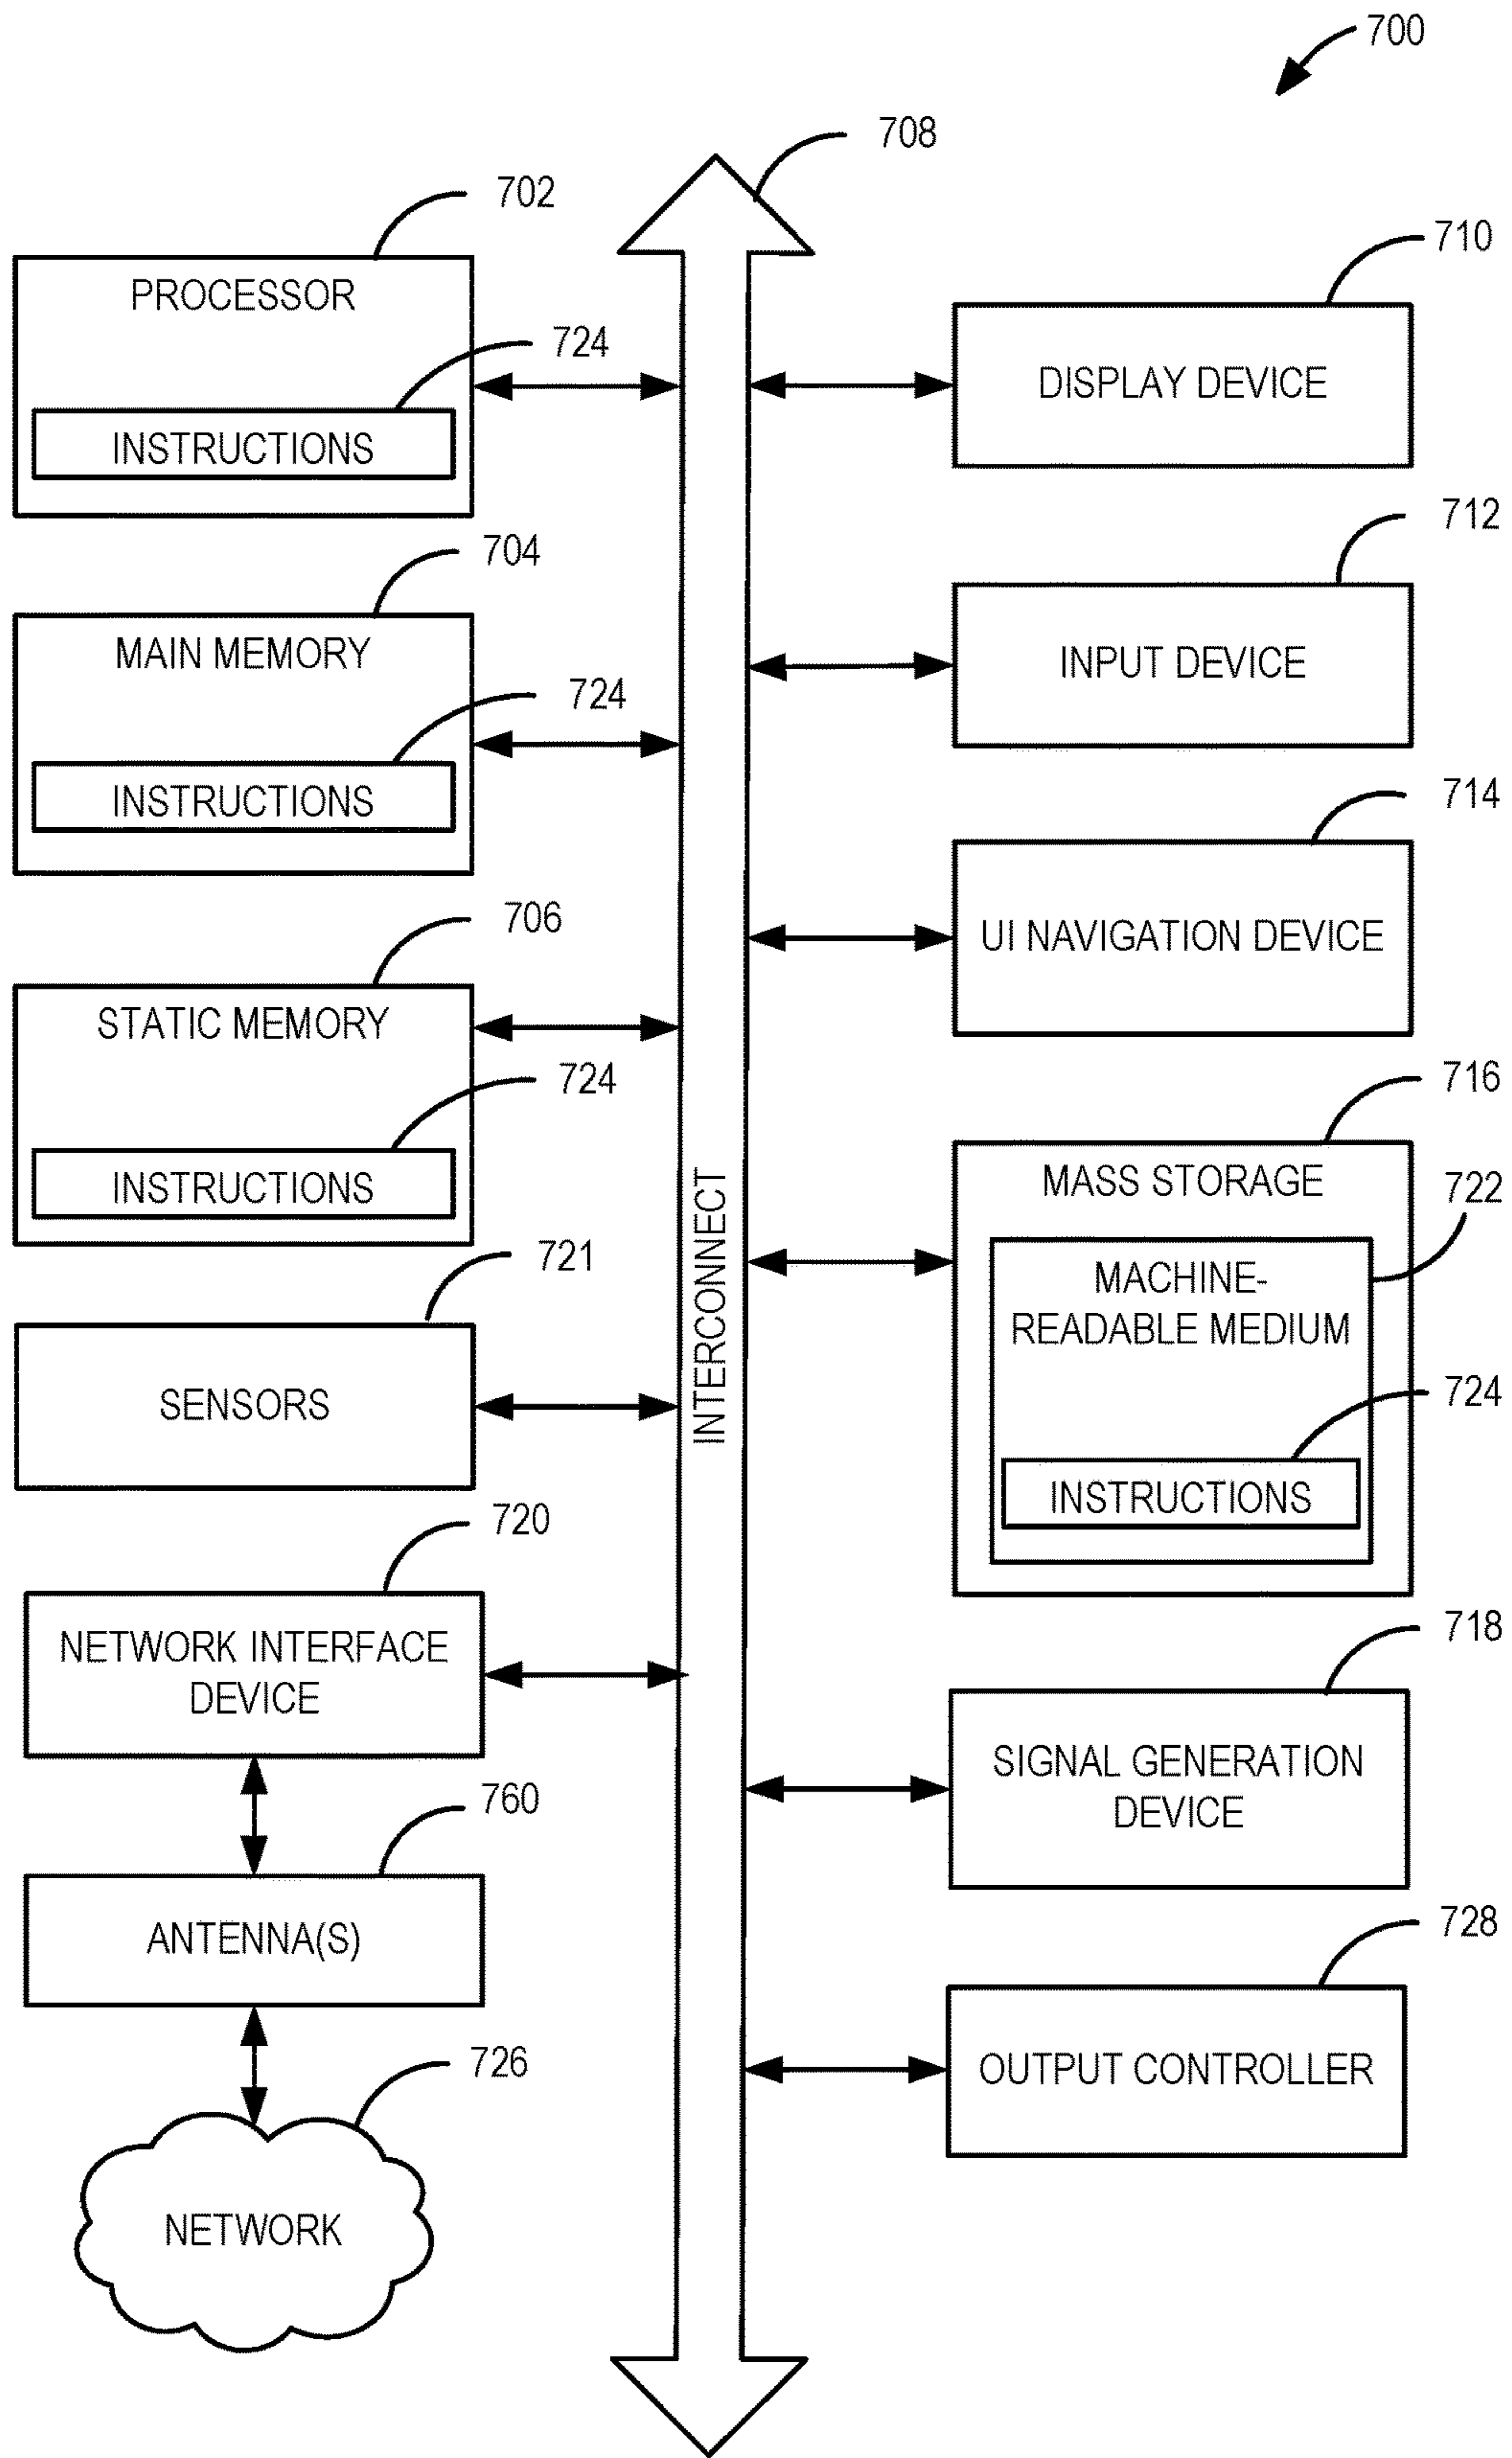 700
708
702
PROCESSOR
724
INSTRUCTIONS
704
MAIN MEMORY
724
INSTRUCTIONS
706
STATIC MEMORY
724
INSTRUCTIONS
721
SENSORS
720
NETWORK INTERFACE
DEVICE
760
ANTENNA(S)
726
NETWORK
INTERCONNECT
710
DISPLAY DEVICE
712
INPUT DEVICE
714
UI NAVIGATION DEVICE
716
MASS STORAGE
722
MACHINE-
READABLE MEDIUM
724
INSTRUCTIONS
718
SIGNAL GENERATION
DEVICE
728
OUTPUT CONTROLLER